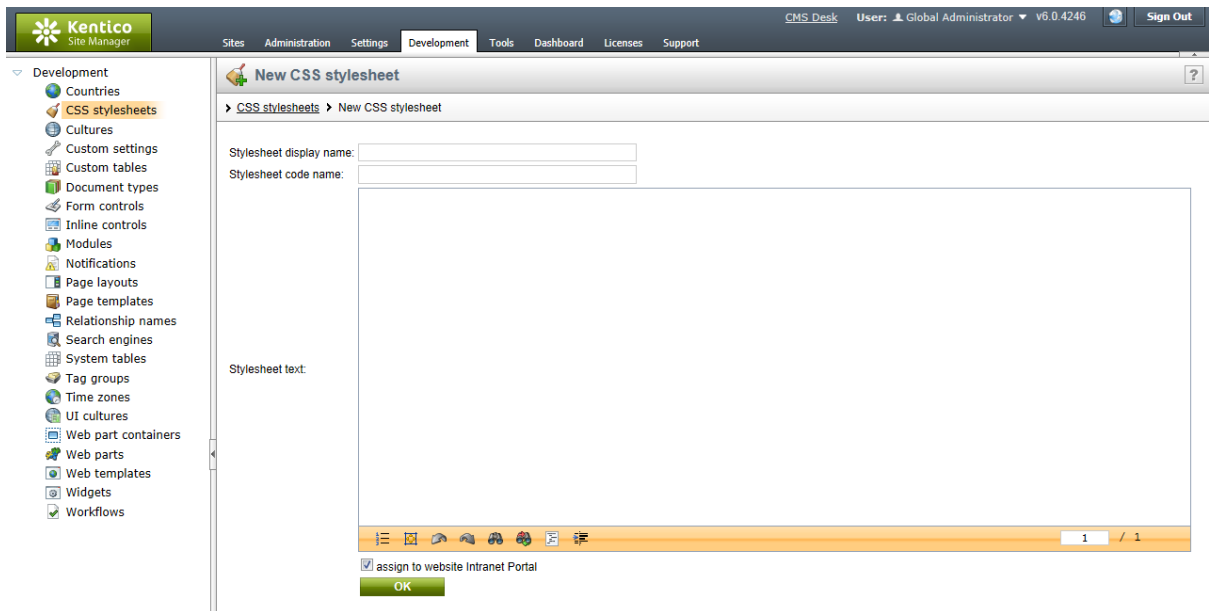 Kentico
Site Manager
CMS Desk User: Global Administrator v6.0.4246 Sign Out
Sites Administration Settings Development Tools Dashboard Licenses Support
Development
Countries
CSS stylesheets
Cultures
Custom settings
Custom tables
Document types
Form controls
Inline controls
Modules
Notifications
Page layouts
Page templates
Relationship names
Search engines
System tables
Tag groups
Time zones
UI cultures
Web part containers
Web parts
Web templates
Widgets
Workflows
New CSS stylesheet ?
> CSS stylesheets > New CSS stylesheet
Stylesheet display name:
Stylesheet code name:
Stylesheet text:
1 / 1
assign to website Intranet Portal
OK